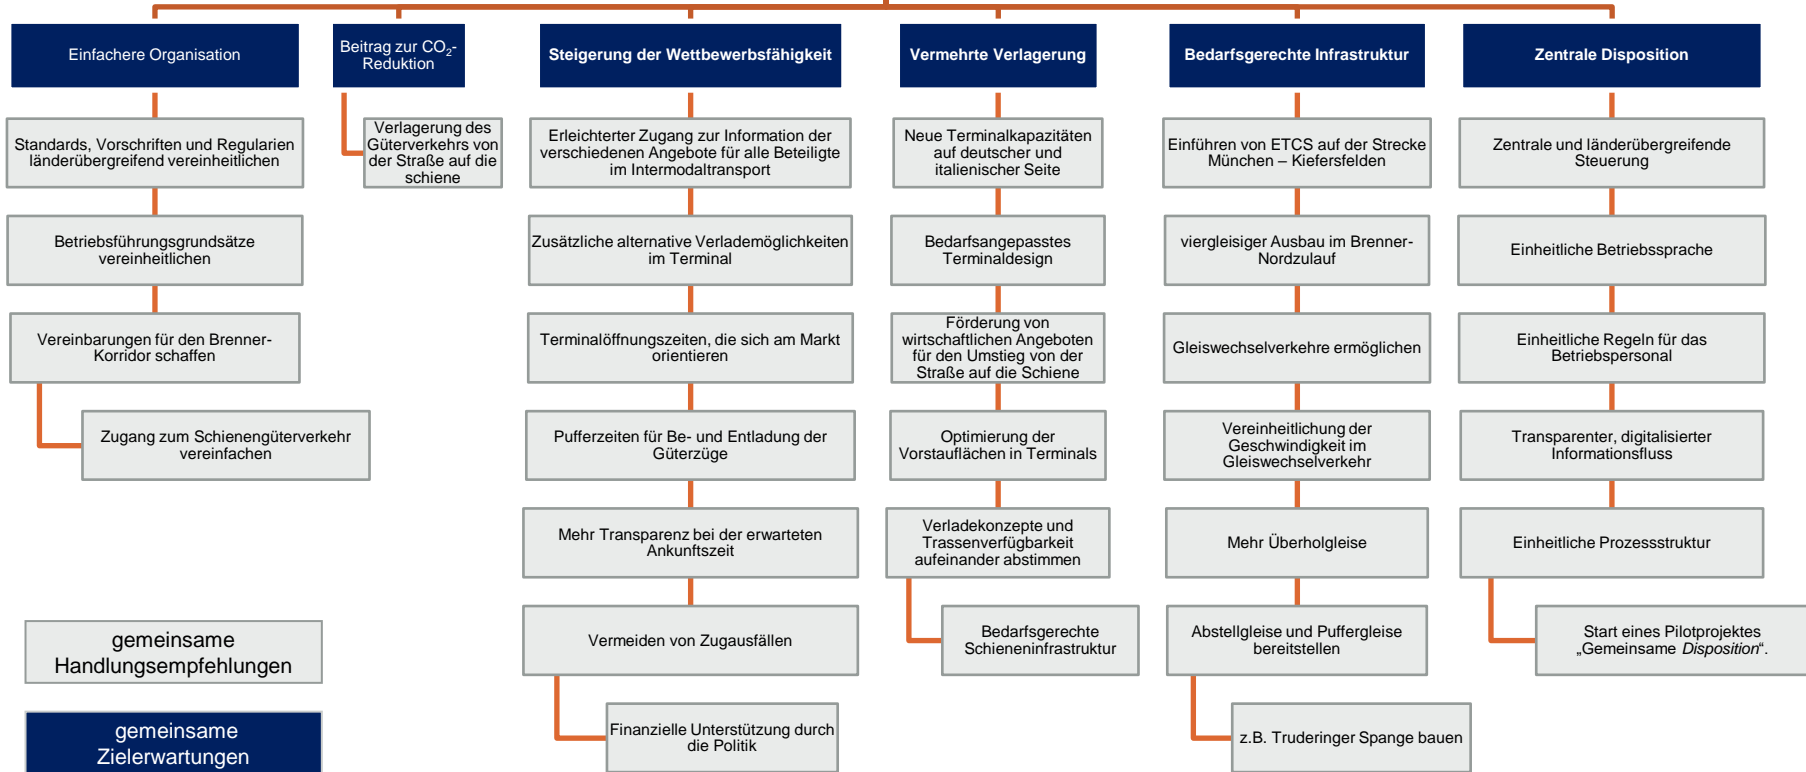 Einfachere Organisation
Standards, Vorschriften und Regularien
länderübergreifend vereinheitlichen
Betriebsführungsgrundsätze
vereinheitlichen
Vereinbarungen für den Brenner-
Korridor schaffen
Zugang zum Schienengüterverkehr
vereinfachen
Beitrag zur CO₂-
Reduktion
Verlagerung des
Güterverkehrs von
der Straße auf die
schiene
Steigerung der Wettbewerbsfähigkeit
Erleichterter Zugang zur Information der
verschiedenen Angebote für alle Beteiligte
im Intermodaltransport
Zusätzliche alternative Verlademöglichkeiten
im Terminal
Terminalöffnungszeiten, die sich am Markt
orientieren
Pufferzeiten für Be- und Entladung der
Güterzüge
Mehr Transparenz bei der erwarteten
Ankunftszeit
Vermeiden von Zugausfällen
Finanzielle Unterstützung durch
die Politik
Vermehrte Verlagerung
Neue Terminalkapazitäten
auf deutscher und
italienischer Seite
Bedarfsangepasstes
Terminaldesign
Förderung von
wirtschaftlichen Angeboten
für den Umstieg von der
Straße auf die Schiene
Optimierung der
Vorstauflächen in Terminals
Verladekonzepte und
Trassenverfügbarkeit
aufeinander abstimmen
Bedarfsgerechte
Schieneninfrastruktur
Bedarfsgerechte Infrastruktur
Einführen von ETCS auf der Strecke
München – Kiefersfelden
viergleisiger Ausbau im Brenner-
Nordzulauf
Gleiswechselverkehre ermöglichen
Vereinheitlichung der
Geschwindigkeit im
Gleiswechselverkehr
Mehr Überholgleise
Abstellgleise und Puffergleise
bereitstellen
z.B. Truderinger Spange bauen
Zentrale Disposition
Zentrale und länderübergreifende
Steuerung
Einheitliche Betriebssprache
Einheitliche Regeln für das
Betriebspersonal
Transparenter, digitalisierter
Informationsfluss
Einheitliche Prozessstruktur
Start eines Pilotprojektes
„Gemeinsame Disposition“.
gemeinsame
Handlungsempfehlungen
gemeinsame
Zielerwartungen